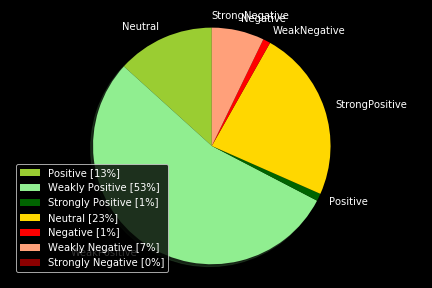 StrongNegative
Negative
Neutral
WeakNegative
StrongPositive
Positive
WeakPositive
Positive [13%]
Weakly Positive [53%]
Strongly Positive [1%]
Neutral [23%]
Negative [1%]
Weakly Negative [7%]
Strongly Negative [0%]